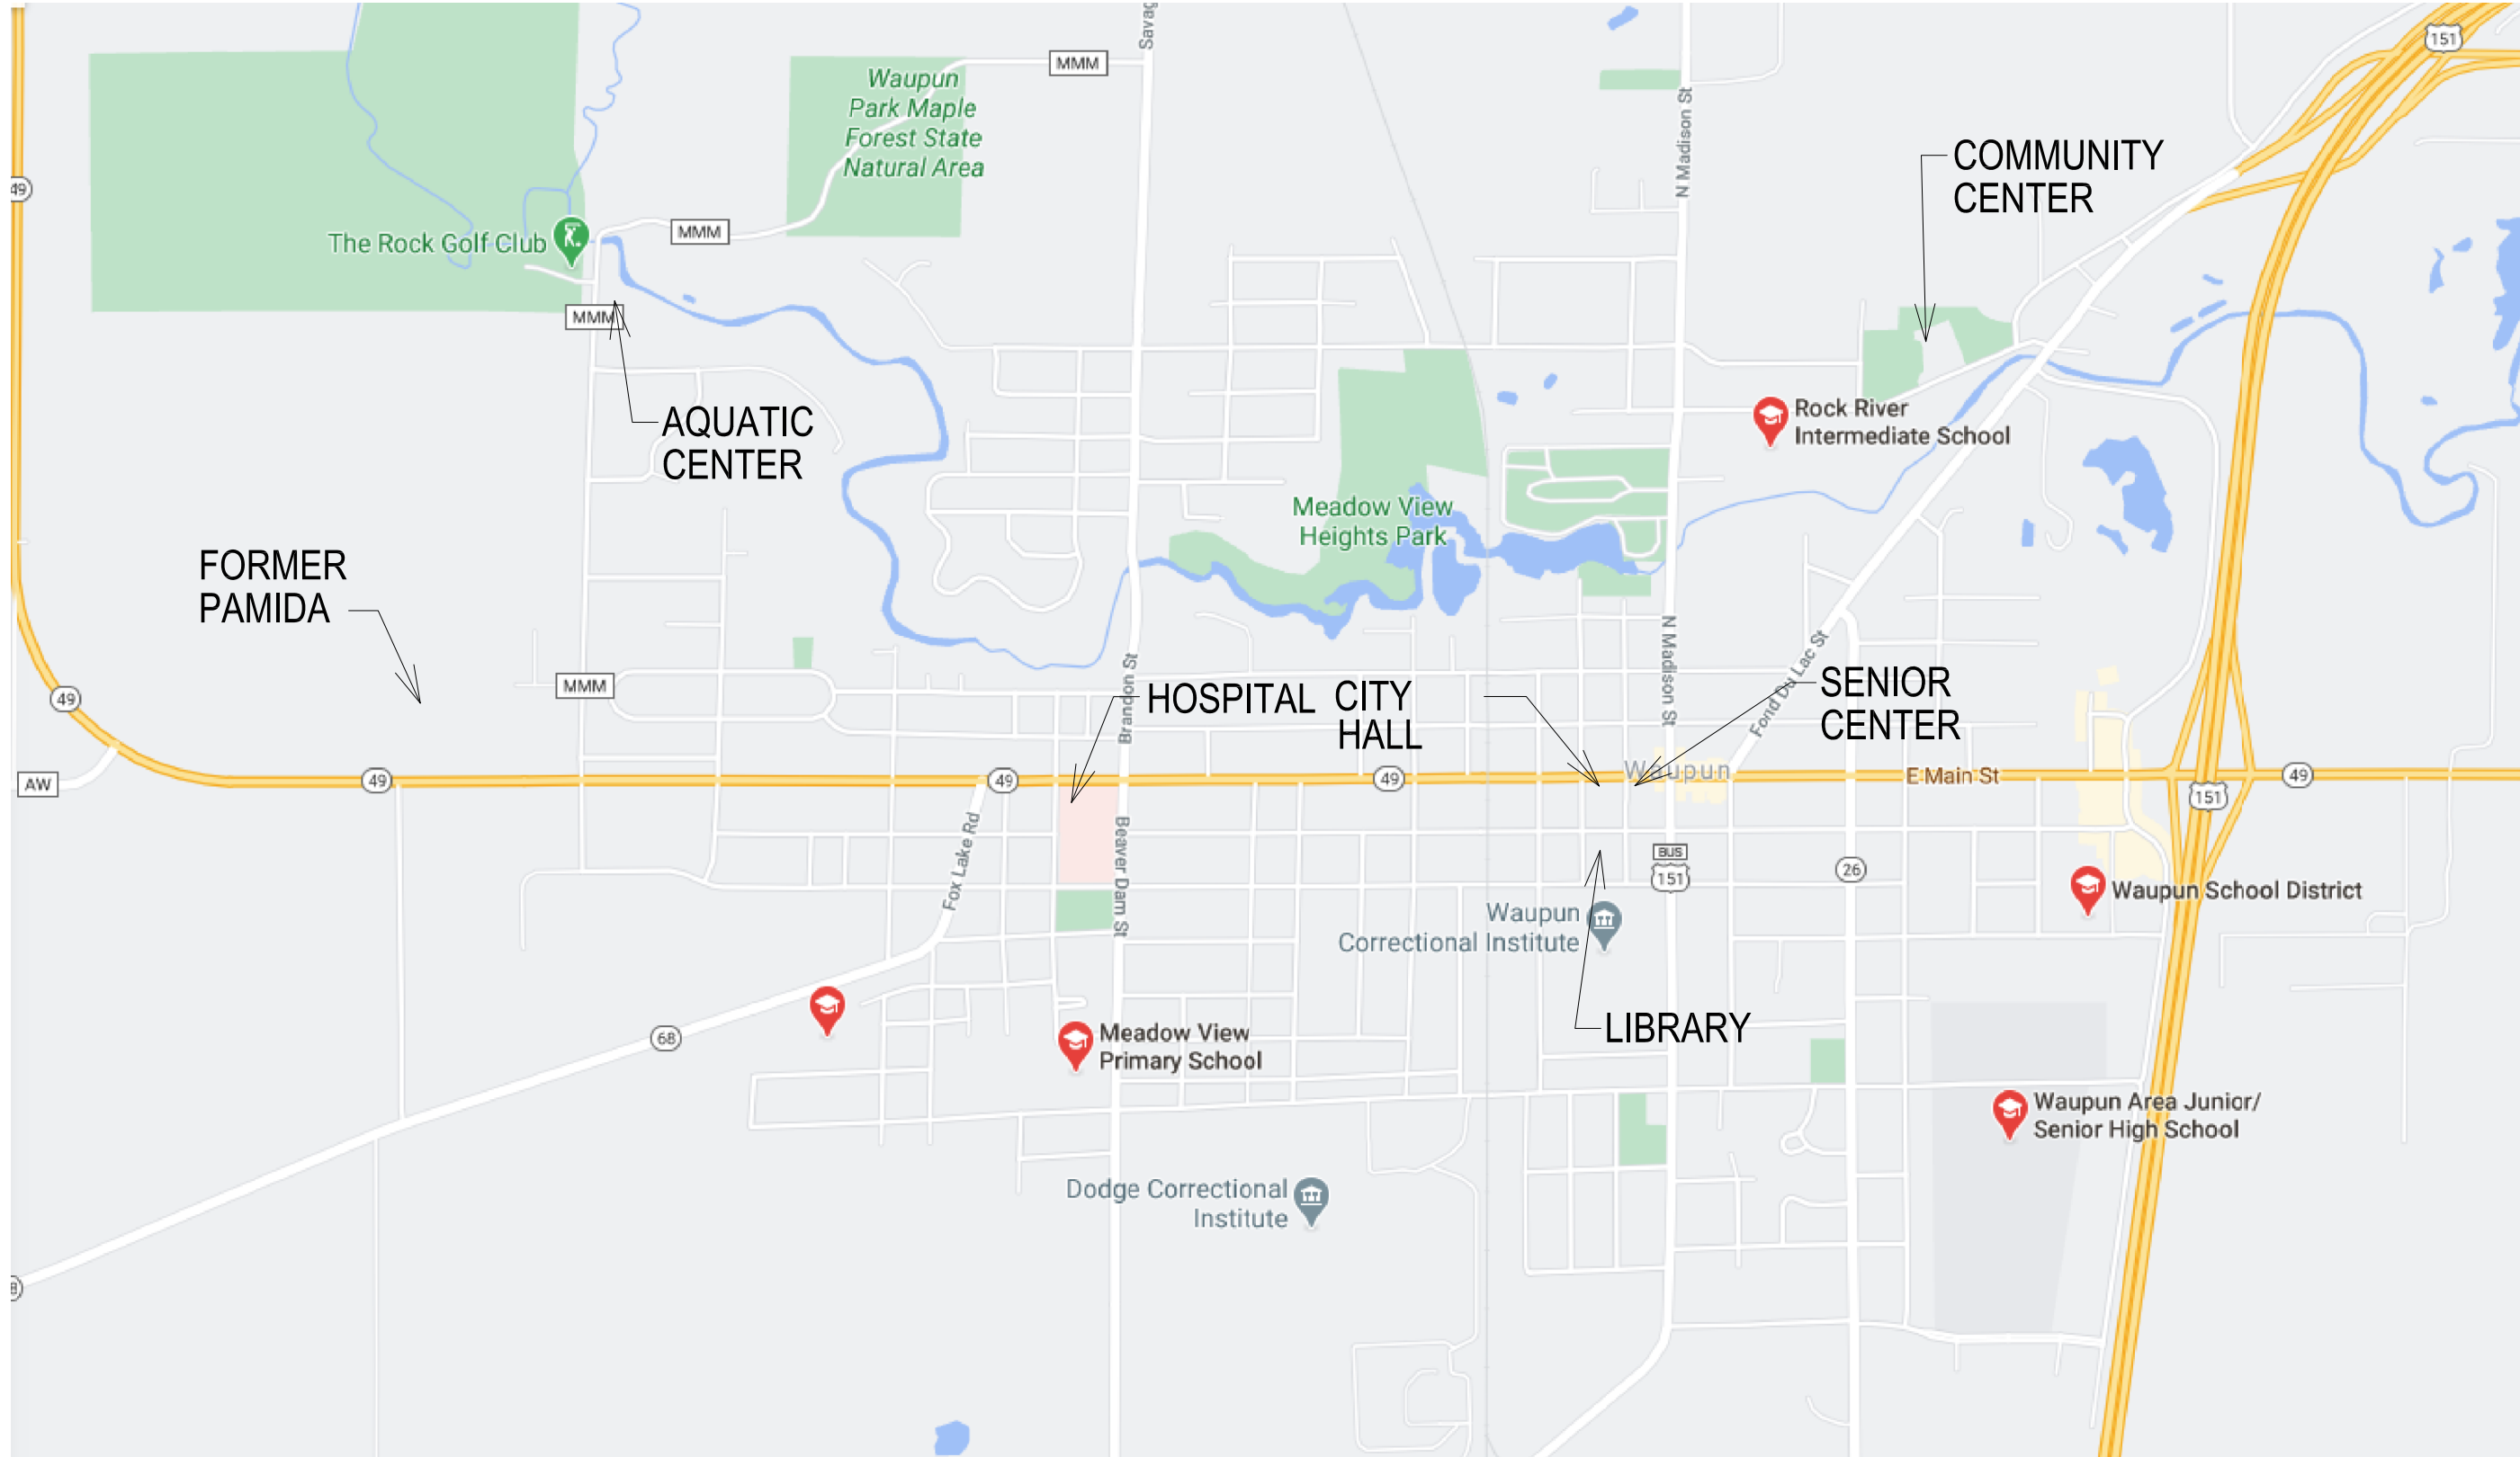 Savag
151
MMM
Waupun
Park Maple
Forest State
Natural Area
N Madison St
COMMUNITY
CENTER
49
MMM
The Rock Golf Club
MMM
AQUATIC
CENTER
Rock River
Intermediate School
Meadow View
Heights Park
FORMER
PAMIDA
N Madison St
Fond Du Lac St
MMM
49
Brandon St
HOSPITAL
CITY
HALL
SENIOR
CENTER
AW
49
49
49
Waupun
E Main St
49
151
Fox Lake Rd
Beaver Dam St
BUS
151
26
Waupun School District
Waupun
Correctional Institute
LIBRARY
68
Meadow View
Primary School
Waupun Area Junior/
Senior High School
Dodge Correctional
Institute
8